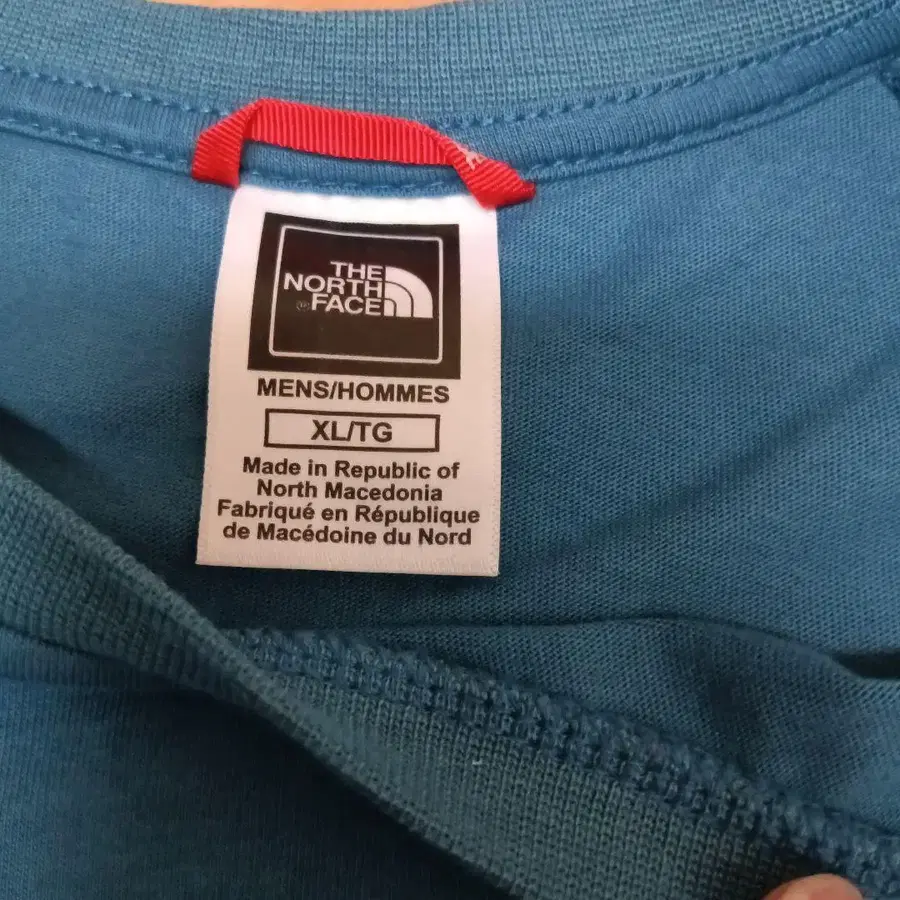 THE
NORTH
®FACE
MENS/HOMMES
XL/TG
Made in Republic of
North Macedonia
Fabriqué en République
de Macédoine du Nord